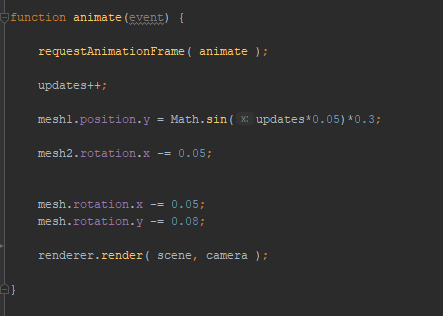 function animate(event) {
requestAnimationFrame( animate );
updates++;
mesh1.position.y = Math.sin( x: updates*0.05)*0.3;
mesh2.rotation.x -= 0.05;
mesh.rotation.x -= 0.05;
mesh.rotation.y -= 0.08;
renderer.render( scene, camera );
}